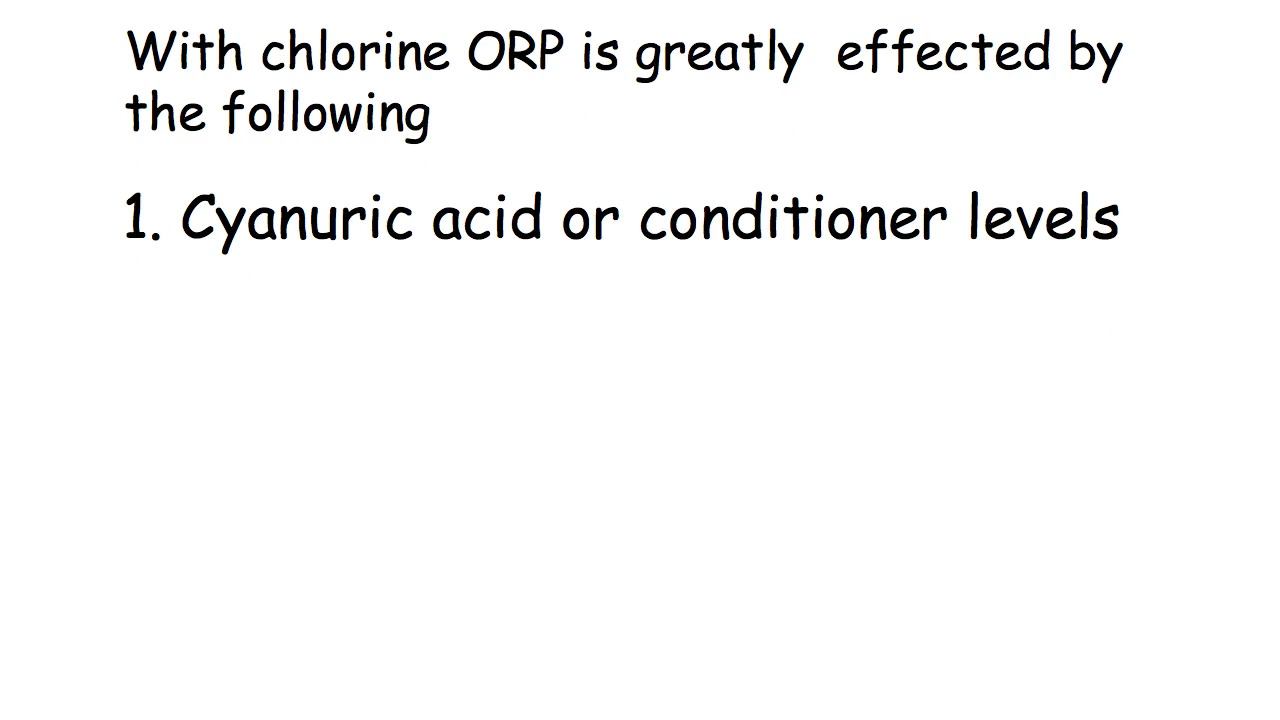 With chlorine ORP is greatly  effected by
the following
1. Cyanuric acid or conditioner levels